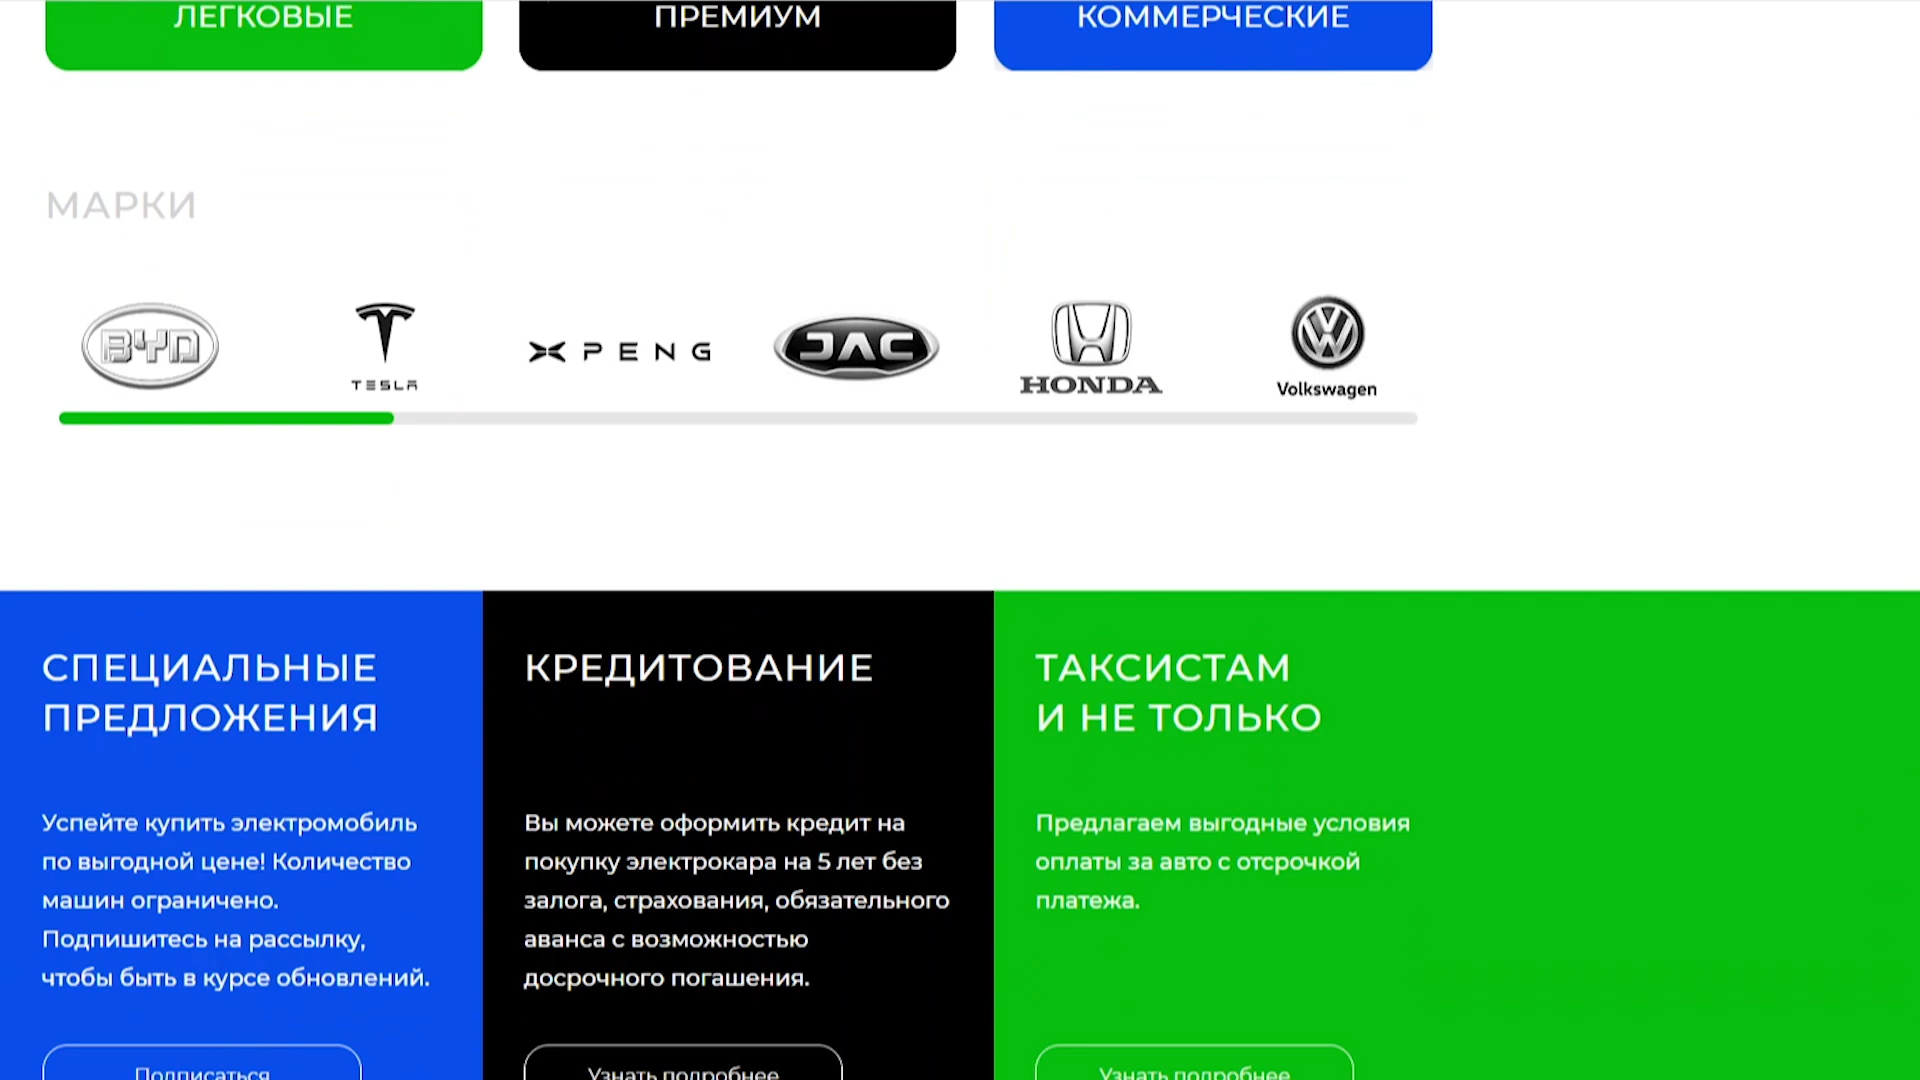 ЛЕГКОВЫЕ
ПРЕМИУМ
КОММЕРЧЕСКИЕ
МАРКИ
BYD
TESLA
XPENG
JAC
HONDA
Volkswagen
СПЕЦИАЛЬНЫЕ
ПРЕДЛОЖЕНИЯ
Успейте купить электромобиль
по выгодной цене! Количество
машин ограничено.
Подпишитесь на рассылку,
чтобы быть в курсе обновлений.
Подписаться
КРЕДИТОВАНИЕ
Вы можете оформить кредит на
покупку электрокара на 5 лет без
залога, страхования, обязательного
аванса с возможностью
досрочного погашения.
Узнать подробнее
ТАКСИСТАМ
И НЕ ТОЛЬКО
Предлагаем выгодные условия
оплаты за авто с отсрочкой
платежа.
Узнать подробнее